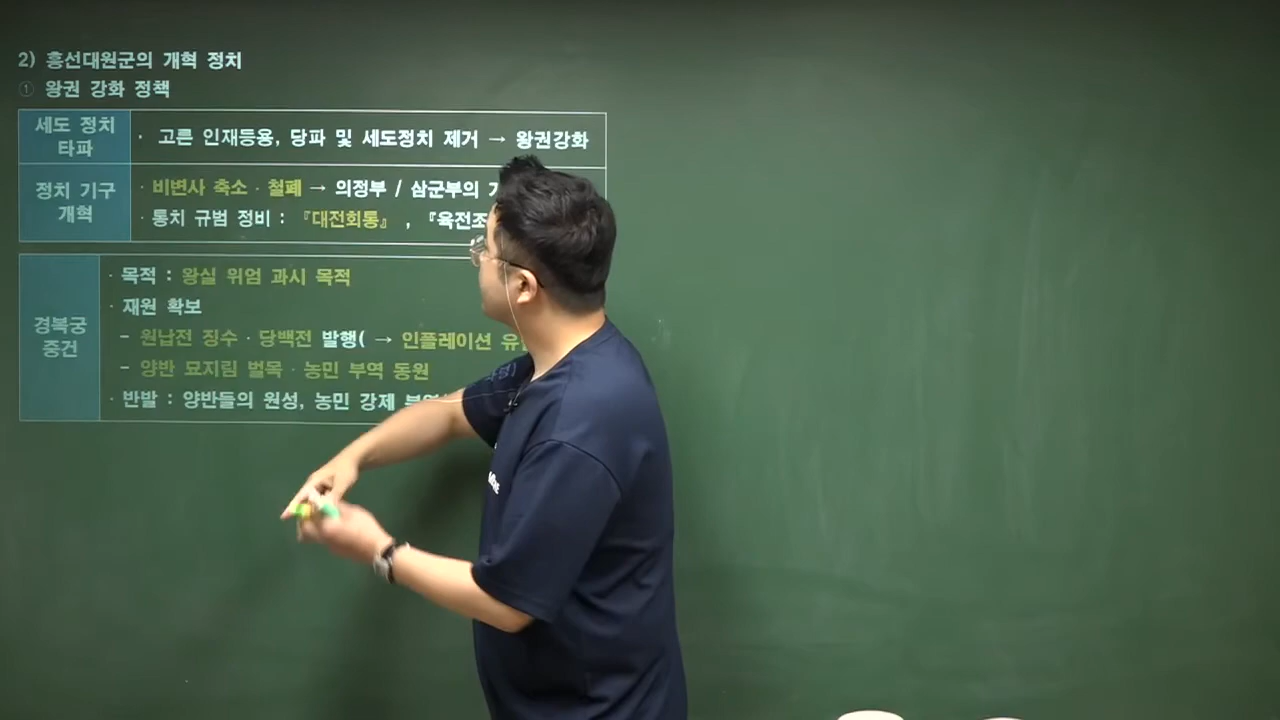 2) 흥선대원군의 개혁 정치
① 왕권 강화 정책
세도 정치
타파
· 고른 인재등용, 당파 및 세도정치 제거 → 왕권강화
정치 기구
개혁
· 비변사 축소 · 철폐 → 의정부 / 삼군부의
· 통치 규범 정비 : 『대전회통』 , 『육전조
경복궁
중건
· 목적 : 왕실 위엄 과시 목적
· 재원 확보
- 원납전 징수 · 당백전 발행( → 인플레이션
- 양반 묘지림 벌목 · 농민 부역 동원
· 반발 : 양반들의 원성, 농민 강제